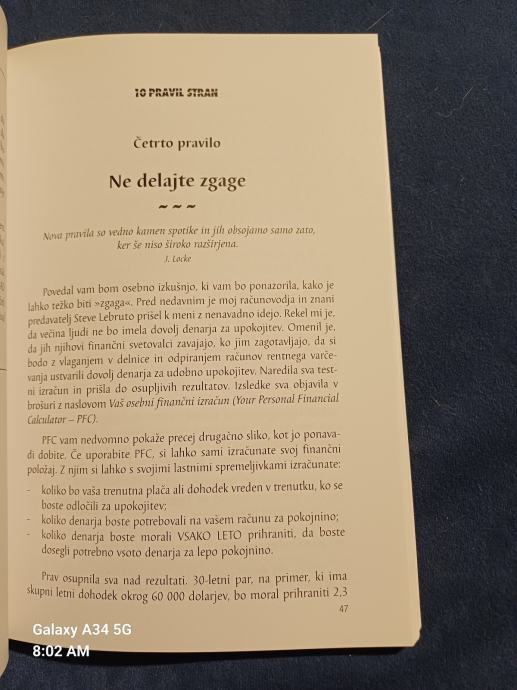 10 PRAVIL STRAN
Četrto pravilo
Ne delajte zgage
~ ~ ~
Nova pravila so vedno kamen spotike in jih obsojamo samo zato,
ker še niso široko razširjena.
J. Locke
Povedal vam bom osebno izkušnjo, ki vam bo ponazorila, kako je
lahko težko biti »zgaga«. Pred nedavnim je moj računovodja in znani
predavatelj Steve Lebruto prišel k meni z nenavadno idejo. Rekel mi je,
da večina ljudi ne bo imela dovolj denarja za upokojitev. Omenil je,
da jih njihovi finančni svetovalci zavajajo, ko jim zagotavljajo, da si
bodo z vlaganjem v delnice in odpiranjem računov rentnega varče-
vanja ustvarili dovolj denarja za udobno upokojitev. Naredila sva test-
ni izračun in prišla do osupljivih rezultatov. Izsledke sva objavila v
brošuri z naslovom Vaš osebni finančni izračun (Your Personal Financial
Calculator – PFC).
PFC vam nedvomno pokaže precej drugačno sliko, kot jo ponava-
di dobite. Če uporabite PFC, si lahko sami izračunate svoj finančni
položaj. Z njim si lahko s svojimi lastnimi spremeljivkami izračunate:
- koliko bo vaša trenutna plača ali dohodek vreden v trenutku, ko se
boste odločili za upokojitev;
- koliko denarja boste potrebovali na vašem računu za pokojnino;
- koliko denarja boste morali VSAKO LETO prihraniti, da boste
dosegli potrebno vsoto denarja za lepo pokojnino.
Prav osupnila sva nad rezultati. 30-letni par, na primer, ki ima
skupni letni dohodek okrog 60 000 dolarjev, bo moral prihraniti 2,3
47
Galaxy A34 5G
8:02 AM